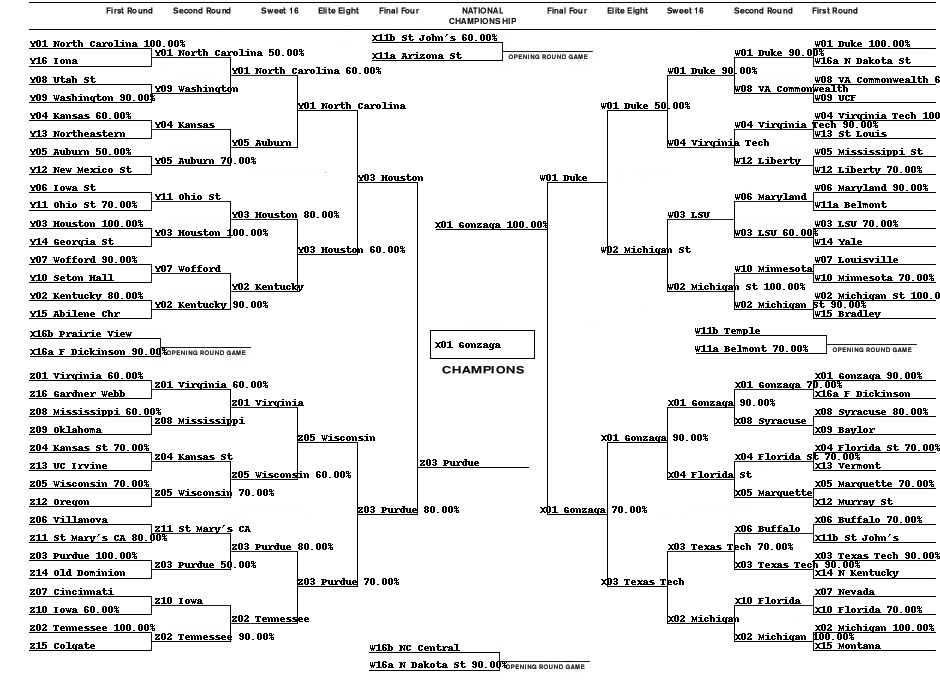 First Round Second Round Sweet 16 Elite Eight Final Four NATIONAL CHAMPIONSHIP Final Four Elite Eight Sweet 16 Second Round First Round
X11b St John's 60.00%
X11a Arizona St
OPENING ROUND GAME
Y01 North Carolina 100.00%
Y16 Iona
Y08 Utah St
Y09 Washington 90.00%
Y04 Kansas 60.00%
Y13 Northeastern
Y05 Auburn 50.00%
Y12 New Mexico St
Y06 Iowa St
Y11 Ohio St 70.00%
Y03 Houston 100.00%
Y14 Georgia St
Y07 Wofford 90.00%
Y10 Seton Hall
Y02 Kentucky 80.00%
Y15 Abilene Chr
Y01 North Carolina 50.00%
Y09 Washington
Y04 Kansas
Y05 Auburn 70.00%
Y11 Ohio St
Y03 Houston 100.00%
Y07 Wofford
Y02 Kentucky 90.00%
Y01 North Carolina 60.00%
Y05 Auburn
Y03 Houston 80.00%
Y02 Kentucky
Y01 North Carolina
Y03 Houston 60.00%
Y03 Houston
X16b Prairie View
X16a F Dickinson 90.00%
OPENING ROUND GAME
Z01 Virginia 60.00%
Z16 Gardner Webb
Z08 Mississippi 60.00%
Z09 Oklahoma
Z04 Kansas St 70.00%
Z13 UC Irvine
Z05 Wisconsin 70.00%
Z12 Oregon
Z06 Villanova
Z11 St Mary's CA 80.00%
Z03 Purdue 100.00%
Z14 Old Dominion
Z07 Cincinnati
Z10 Iowa 60.00%
Z02 Tennessee 100.00%
Z15 Colgate
Z01 Virginia 60.00%
Z08 Mississippi
Z04 Kansas St
Z05 Wisconsin 70.00%
Z11 St Mary's CA
Z03 Purdue 50.00%
Z10 Iowa
Z02 Tennessee 90.00%
Z01 Virginia
Z05 Wisconsin 60.00%
Z03 Purdue 80.00%
Z02 Tennessee
Z05 Wisconsin
Z03 Purdue 70.00%
Z03 Purdue 80.00%
X01 Gonzaga 100.00%
X01 Gonzaga
CHAMPIONS
Z03 Purdue
W16b NC Central
W16a N Dakota St 90.00%
OPENING ROUND GAME
W01 Duke
W01 Duke 50.00%
W02 Michigan St
W01 Duke 90.00%
W04 Virginia Tech
W03 LSU
W02 Michigan St 100.00%
W01 Duke 90.00%
W08 VA Commonwealth
W04 Virginia Tech 90.00%
W12 Liberty
W06 Maryland
W03 LSU 60.00%
W10 Minnesota
W02 Michigan St 90.00%
W01 Duke 100.00%
W16a N Dakota St
W08 VA Commonwealth 6
W09 UCF
W04 Virginia Tech 100
W13 St Louis
W05 Mississippi St
W12 Liberty 70.00%
W06 Maryland 90.00%
W11a Belmont
W03 LSU 70.00%
W14 Yale
W07 Louisville
W10 Minnesota 70.00%
W02 Michigan St 100.0
W15 Bradley
W11b Temple
W11a Belmont 70.00%
OPENING ROUND GAME
X01 Gonzaga 70.00%
X01 Gonzaga 90.00%
X03 Texas Tech
X01 Gonzaga 90.00%
X04 Florida St
X03 Texas Tech 70.00%
X02 Michigan
X01 Gonzaga 70.00%
X08 Syracuse
X04 Florida St 70.00%
X05 Marquette
X06 Buffalo
X03 Texas Tech 90.00%
X10 Florida
X02 Michigan 100.00%
X01 Gonzaga 90.00%
X16a F Dickinson
X08 Syracuse 80.00%
X09 Baylor
X04 Florida St 70.00%
X13 Vermont
X05 Marquette 70.00%
X12 Murray St
X06 Buffalo 70.00%
X11b St John's
X03 Texas Tech 90.00%
X14 N Kentucky
X07 Nevada
X10 Florida 70.00%
X02 Michigan 100.00%
X15 Montana